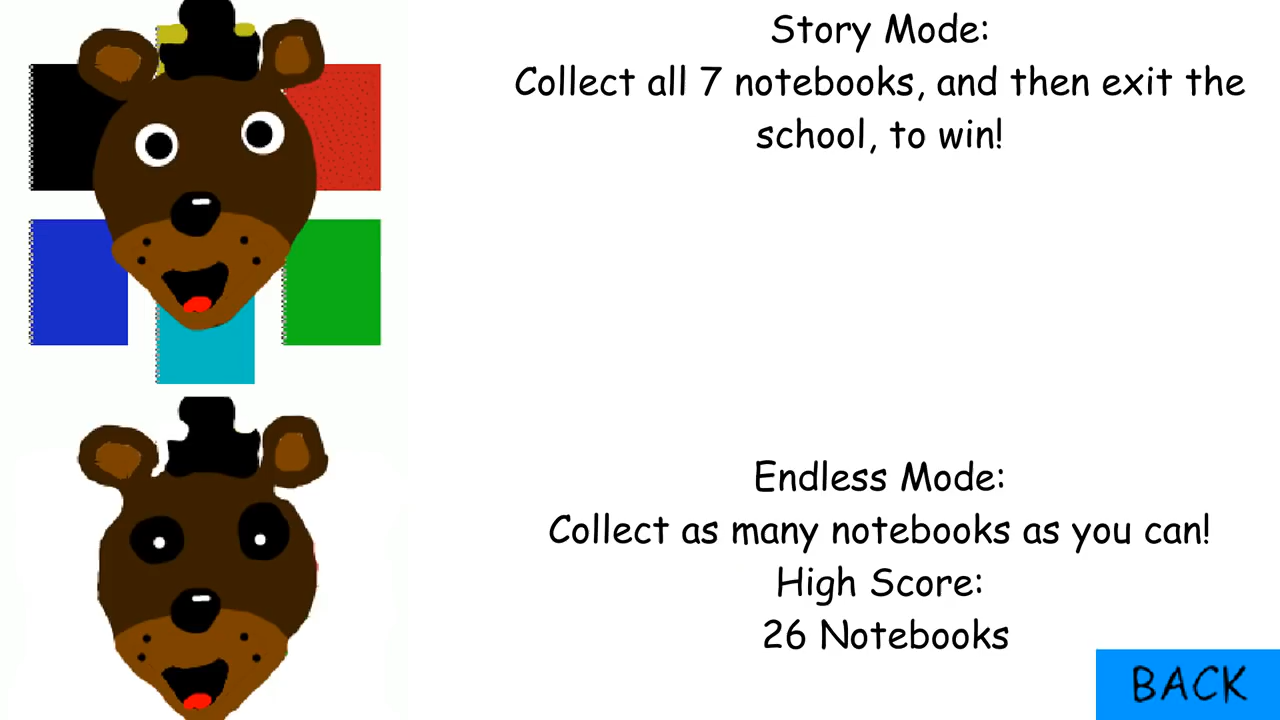 Story Mode:
Collect all 7 notebooks, and then exit the
school, to win!
Endless Mode:
Collect as many notebooks as you can!
High Score:
26 Notebooks
BACK